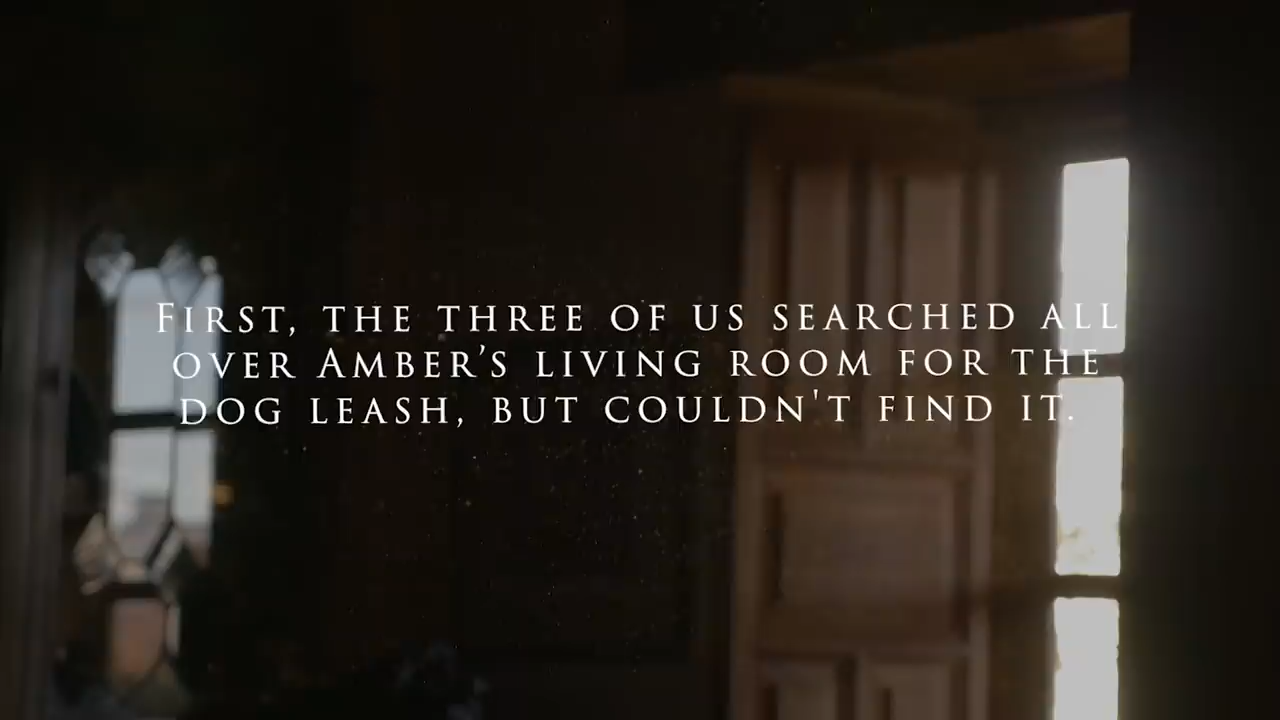 First, the three of us searched all
over Amber’s living room for the
dog leash, but couldn't find it.